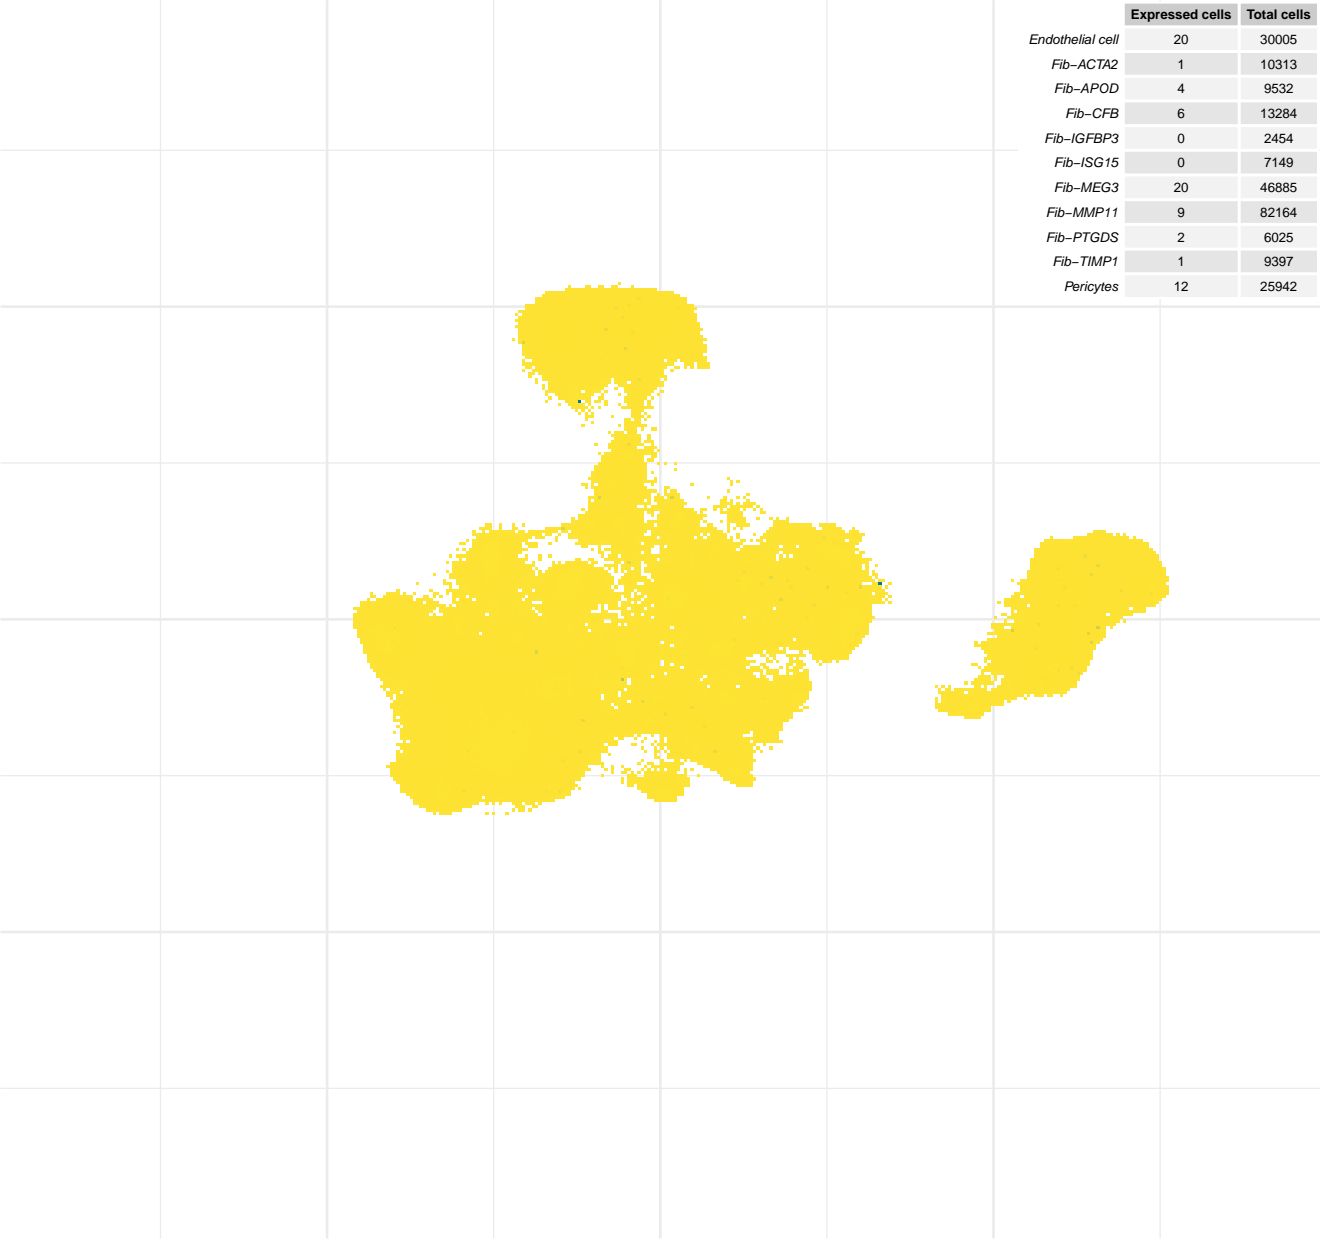 Expressed cells Total cells
Endothelial cell 20 30005
Fib−ACTA2 1 10313
Fib−APOD 4 9532
Fib−CFB 6 13284
Fib−IGFBP3 0 2454
Fib−ISG15 0 7149
Fib−MEG3 20 46885
Fib−MMP11 9 82164
Fib−PTGDS 2 6025
Fib−TIMP1 1 9397
Pericytes 12 25942